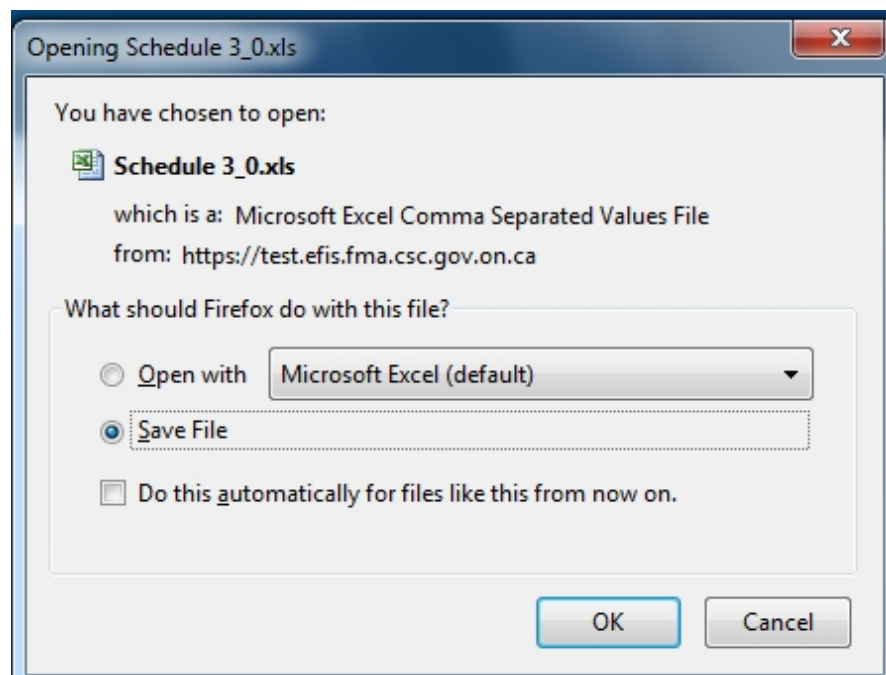 Opening Schedule 3_0.xls
You have chosen to open:
Schedule 3_0.xls
which is a: Microsoft Excel Comma Separated Values File
from: https://test.efis.fma.csc.gov.on.ca
What should Firefox do with this file?
Open with Microsoft Excel (default)
Save File
Do this automatically for files like this from now on.
OK Cancel